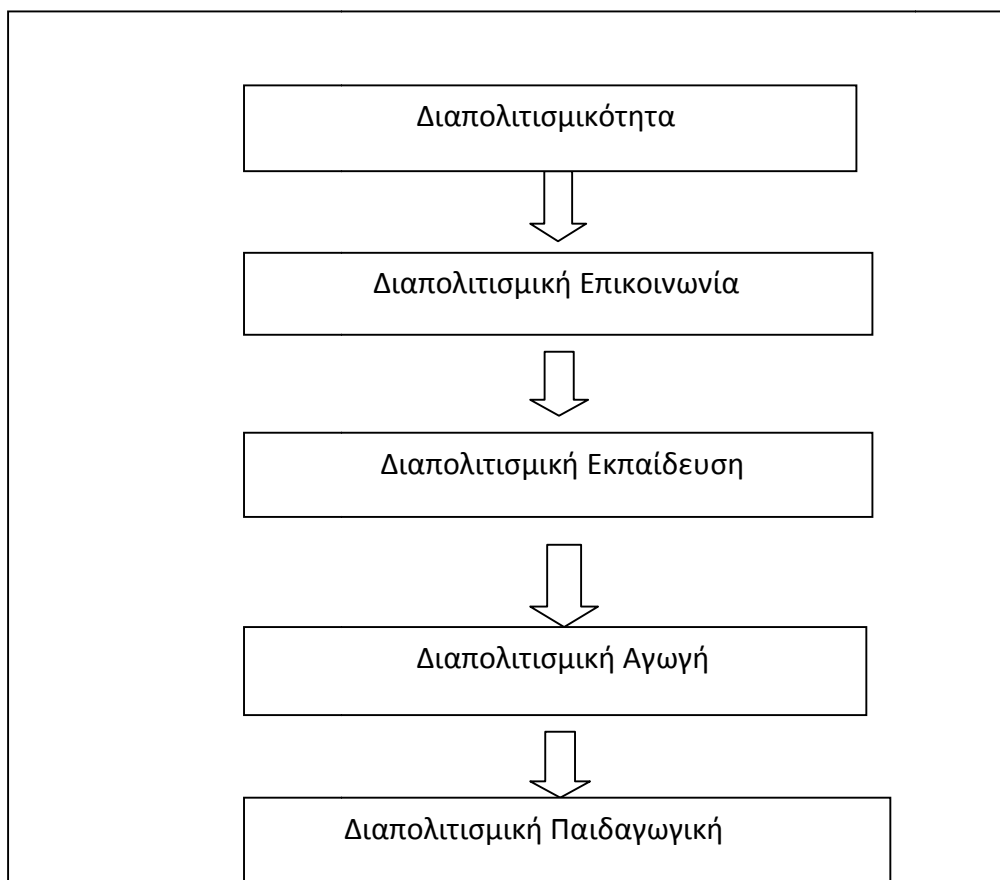 Διαπολιτισμικότητα
Διαπολιτισμική Επικοινωνία
Διαπολιτισμική Εκπαίδευση
Διαπολιτισμική Αγωγή
Διαπολιτισμική Παιδαγωγική